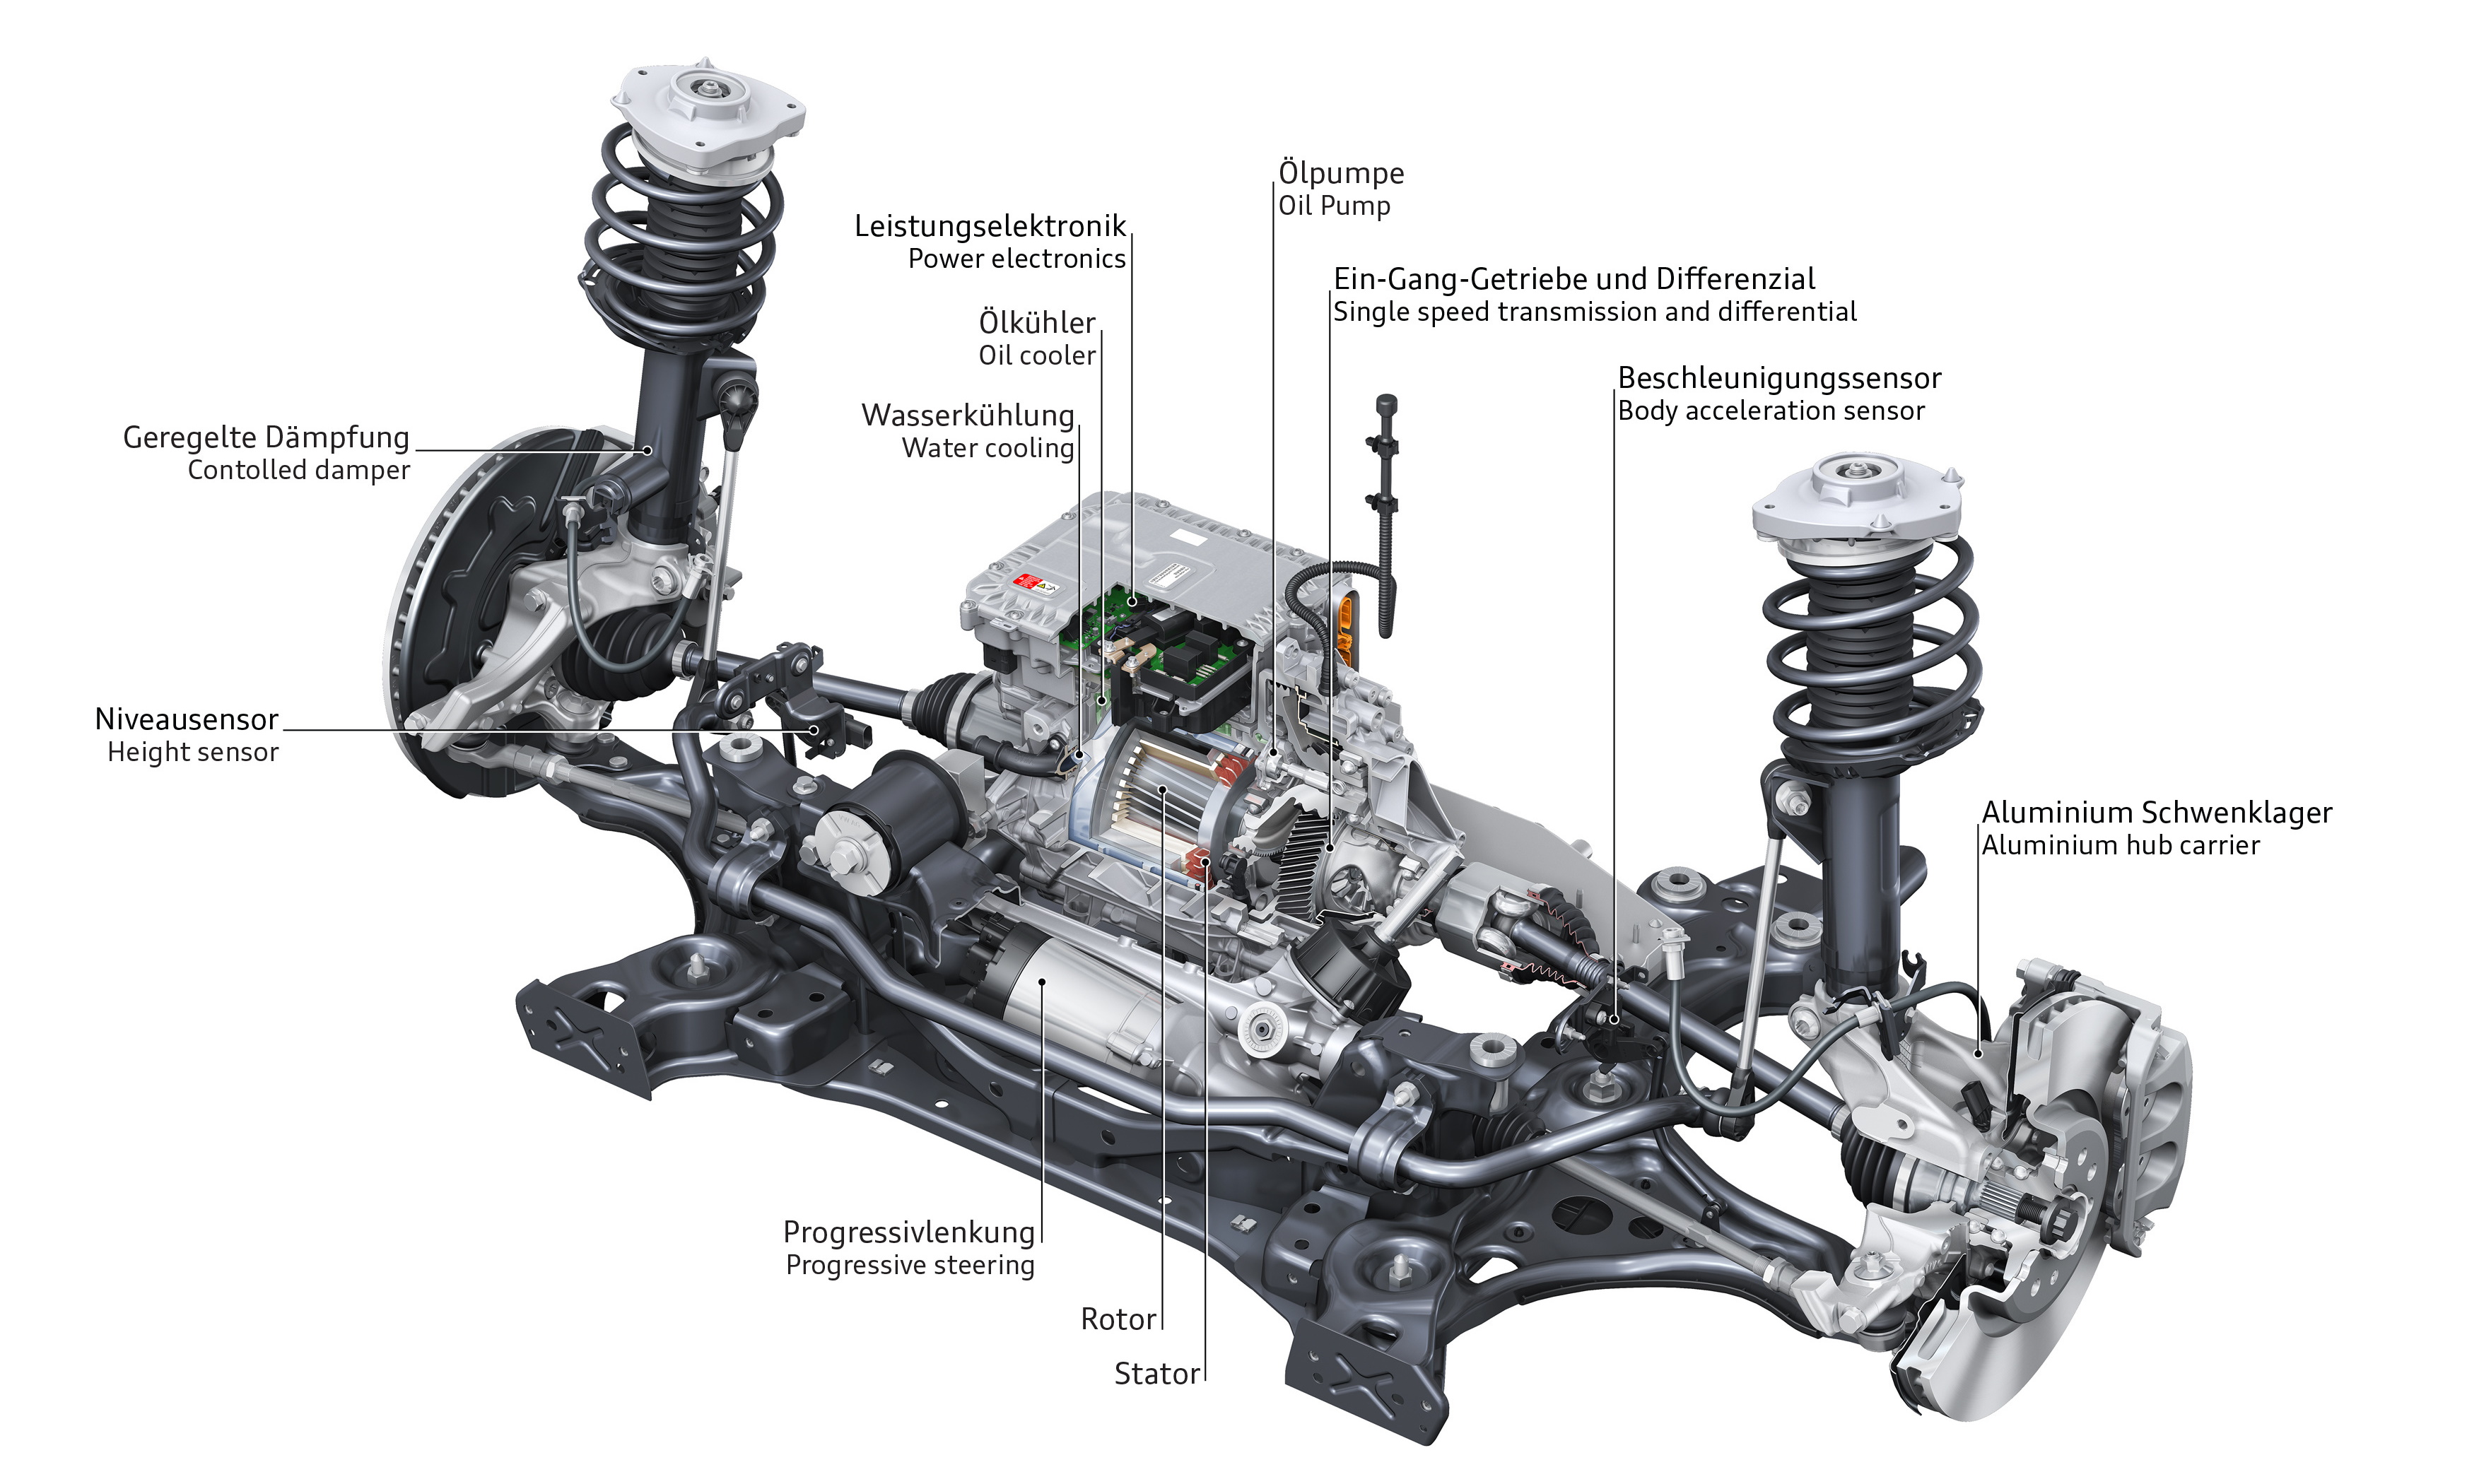 Ölpumpe
Oil Pump
Leistungselektronik
Power electronics
Ein-Gang-Getriebe und Differenzial
Single speed transmission and differential
Ölkühler
Oil cooler
Beschleunigungssensor
Body acceleration sensor
Wasserkühlung
Water cooling
Geregelte Dämpfung
Contolled damper
Niveausensor
Height sensor
Aluminium Schwenklager
Aluminium hub carrier
Progressivlenkung
Progressive steering
Rotor
Stator